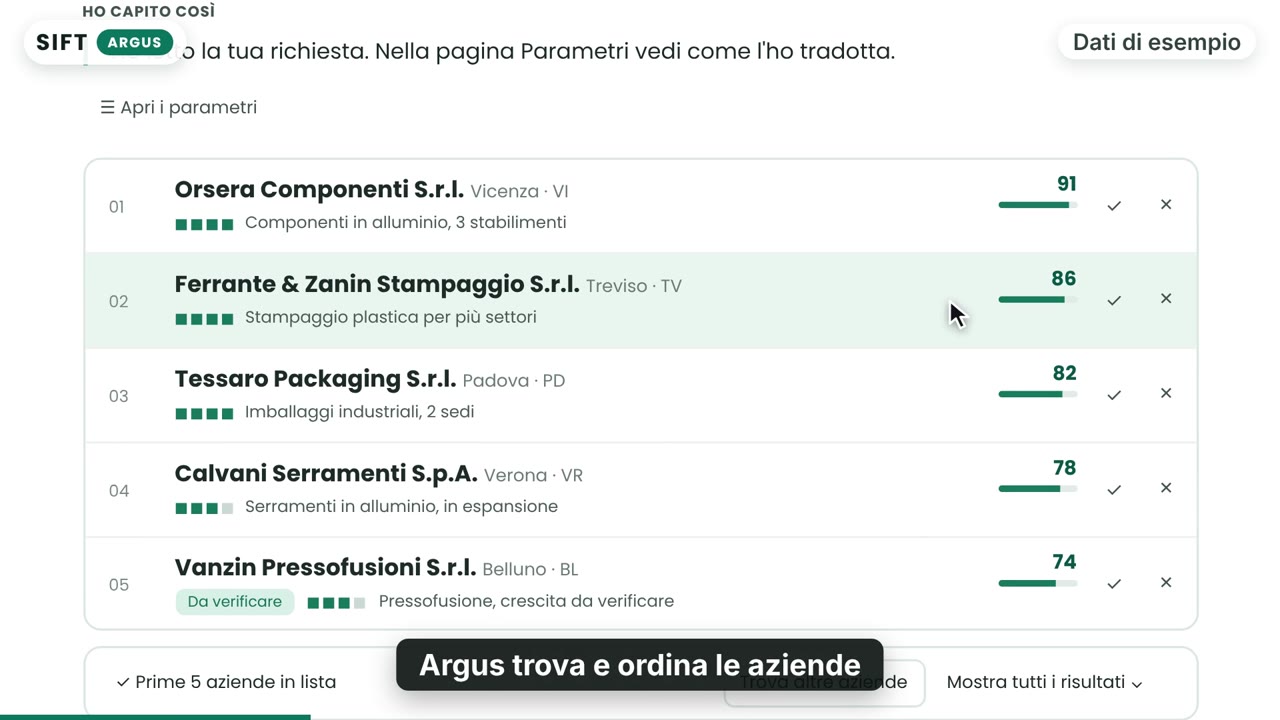 HO CAPITO COSÌ
SIFT ARGUS
la tua richiesta. Nella pagina Parametri vedi come l'ho tradotta.
Dati di esempio
☰ Apri i parametri
01
Orsera Componenti S.r.l. Vicenza · VI
Componenti in alluminio, 3 stabilimenti
91
02
Ferrante & Zanin Stampaggio S.r.l. Treviso · TV
Stampaggio plastica per più settori
86
03
Tessaro Packaging S.r.l. Padova · PD
Imballaggi industriali, 2 sedi
82
04
Calvani Serramenti S.p.A. Verona · VR
Serramenti in alluminio, in espansione
78
05
Vanzin Pressofusioni S.r.l. Belluno · BL
Da verificare Pressofusione, crescita da verificare
74
Argus trova e ordina le aziende
✓ Prime 5 aziende in lista
Trova altre aziende
Mostra tutti i risultati